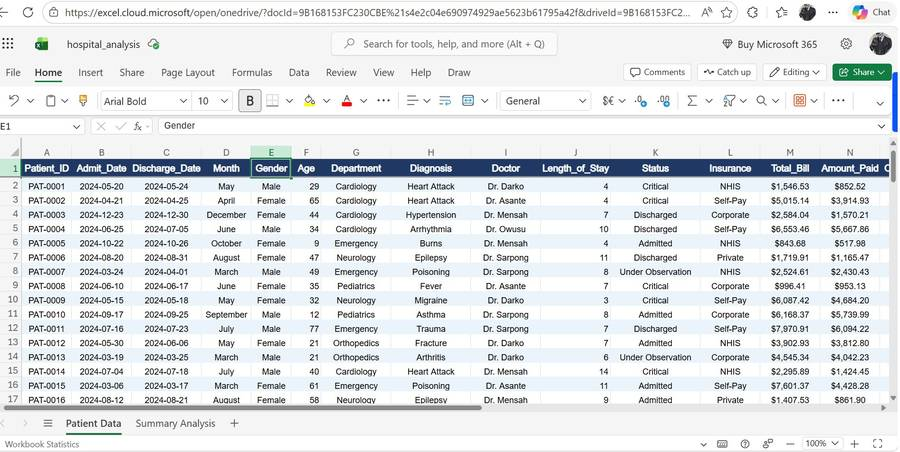 https://excel.cloud.microsoft/open/onedrive/?docId=9B168153FC230CBE%21s4e2c04e690974929ae5623b61795a42f&driveId=9B168153FC2...
Chat
hospital_analysis
Search for tools, help, and more (Alt + Q)
Buy Microsoft 365
File Home Insert Share Page Layout Formulas Data Review View Help Draw Comments Catch up Editing Share
Arial Bold 10 B A General $€ .0 .00
E1 fx Gender
A B C D E F G H I J K L M N
1 Patient_ID Admit_Date Discharge_Date Month Gender Age Department Diagnosis Doctor Length_of_Stay Status Insurance Total_Bill Amount_Paid
2 PAT-0001 2024-05-20 2024-05-24 May Male 29 Cardiology Heart Attack Dr. Darko 4 Critical NHIS $1,546.53 $852.52
3 PAT-0002 2024-04-21 2024-04-25 April Female 65 Cardiology Heart Attack Dr. Asante 4 Critical Self-Pay $5,015.14 $3,914.93
4 PAT-0003 2024-12-23 2024-12-30 December Female 44 Cardiology Hypertension Dr. Mensah 7 Discharged Corporate $2,584.04 $1,570.21
5 PAT-0004 2024-06-25 2024-07-05 June Male 34 Cardiology Arrhythmia Dr. Owusu 10 Discharged Self-Pay $6,553.46 $5,667.86
6 PAT-0005 2024-10-22 2024-10-26 October Female 9 Emergency Burns Dr. Mensah 4 Admitted NHIS $843.68 $517.98
7 PAT-0006 2024-08-20 2024-08-31 August Female 47 Neurology Epilepsy Dr. Sarpong 11 Discharged Private $1,719.91 $1,165.47
8 PAT-0007 2024-03-24 2024-04-01 March Male 49 Emergency Poisoning Dr. Sarpong 8 Under Observation NHIS $2,524.61 $2,430.43
9 PAT-0008 2024-06-10 2024-06-17 June Female 35 Pediatrics Fever Dr. Asante 7 Critical Corporate $996.41 $953.13
10 PAT-0009 2024-05-15 2024-05-18 May Female 32 Neurology Migraine Dr. Darko 3 Critical Self-Pay $6,087.42 $4,684.20
11 PAT-0010 2024-09-17 2024-09-25 September Male 12 Pediatrics Asthma Dr. Sarpong 8 Admitted Corporate $6,168.37 $5,739.99
12 PAT-0011 2024-07-16 2024-07-23 July Male 77 Emergency Trauma Dr. Sarpong 7 Discharged Self-Pay $7,970.91 $6,094.22
13 PAT-0012 2024-05-30 2024-06-06 May Female 21 Orthopedics Fracture Dr. Darko 7 Admitted NHIS $3,902.93 $3,812.80
14 PAT-0013 2024-03-19 2024-03-25 March Male 21 Orthopedics Arthritis Dr. Darko 6 Under Observation NHIS $4,545.34 $4,042.23
15 PAT-0014 2024-07-04 2024-07-18 July Male 40 Cardiology Heart Attack Dr. Mensah 14 Critical NHIS $2,295.89 $1,424.45
16 PAT-0015 2024-03-06 2024-03-17 March Female 61 Emergency Poisoning Dr. Asante 11 Admitted Self-Pay $7,601.37 $4,428.28
17 PAT-0016 2024-08-12 2024-08-21 August Female 58 Neurology Epilepsy Dr. Mensah 9 Admitted Private $1,407.53 $861.90
Patient Data Summary Analysis
Workbook Statistics 100%